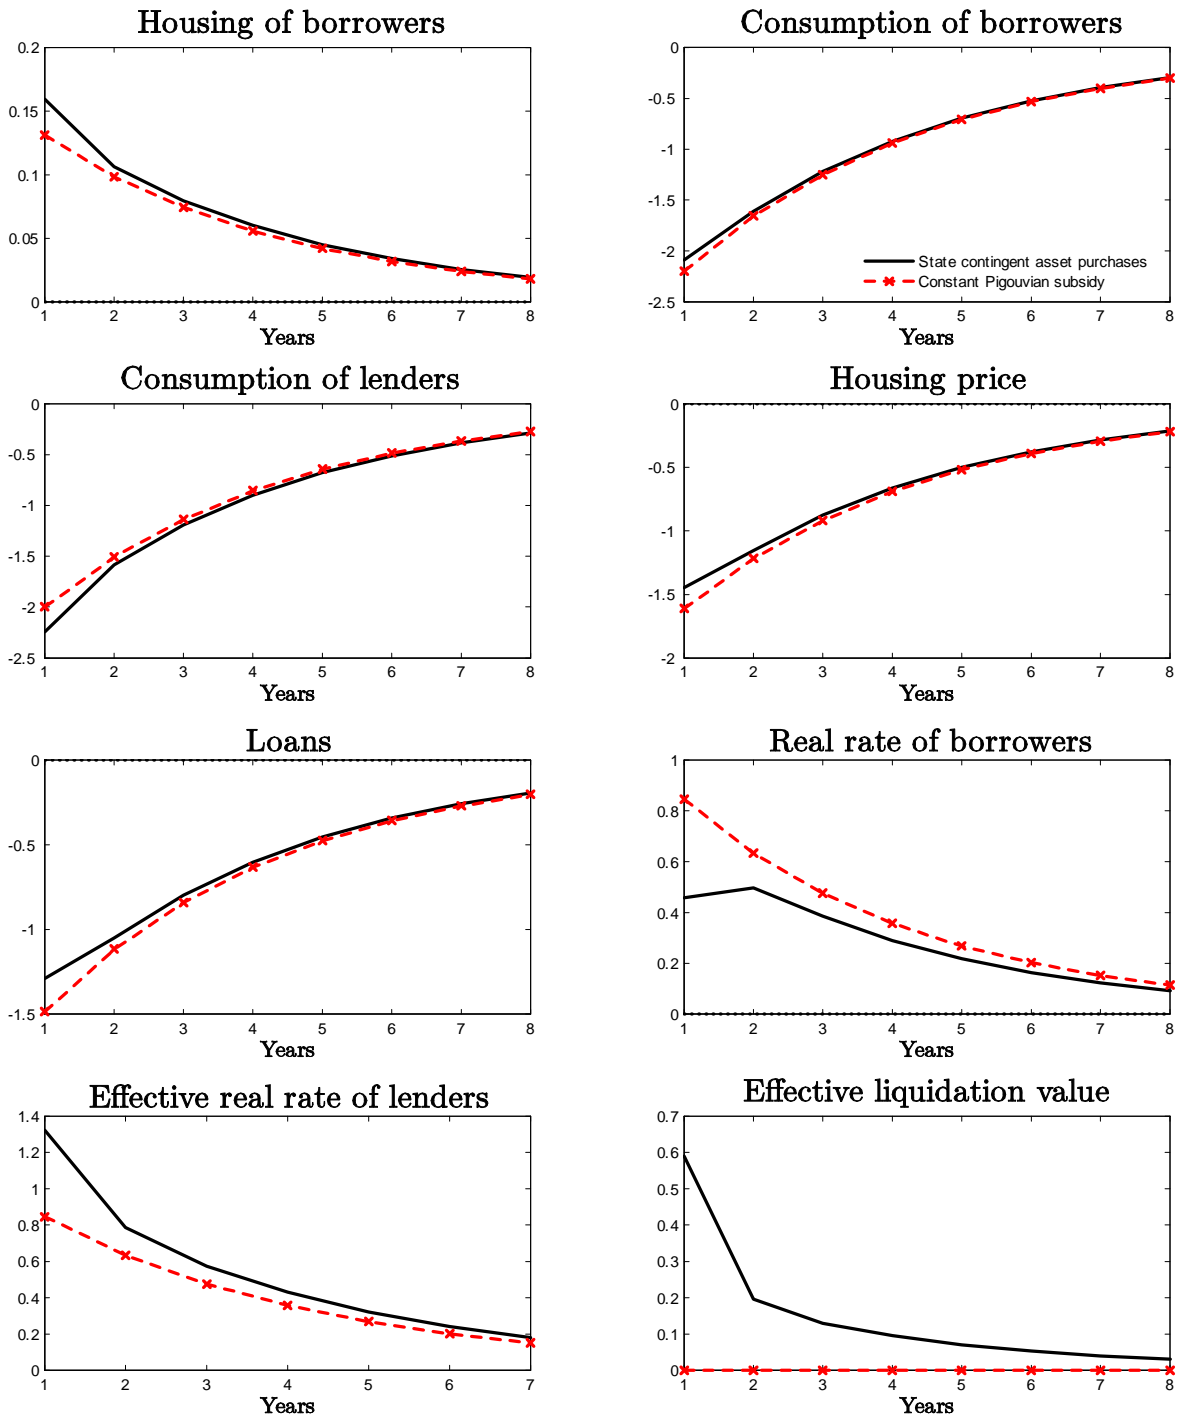 Housing of borrowers
0.2
0.15
0.1
0.05
0
1 2 3 4 5 6 7 8
Years
Consumption of borrowers
0
-0.5
-1
-1.5
-2
-2.5
State contingent asset purchases
Constant Pigouvian subsidy
1 2 3 4 5 6 7 8
Years
Consumption of lenders
0
-0.5
-1
-1.5
-2
-2.5
1 2 3 4 5 6 7 8
Years
Housing price
0
-0.5
-1
-1.5
-2
1 2 3 4 5 6 7 8
Years
Loans
0
-0.5
-1
-1.5
1 2 3 4 5 6 7 8
Years
Real rate of borrowers
1
0.8
0.6
0.4
0.2
0
1 2 3 4 5 6 7 8
Years
Effective real rate of lenders
1.4
1.2
1
0.8
0.6
0.4
0.2
0
1 2 3 4 5 6 7
Years
Effective liquidation value
0.7
0.6
0.5
0.4
0.3
0.2
0.1
0
1 2 3 4 5 6 7 8
Years